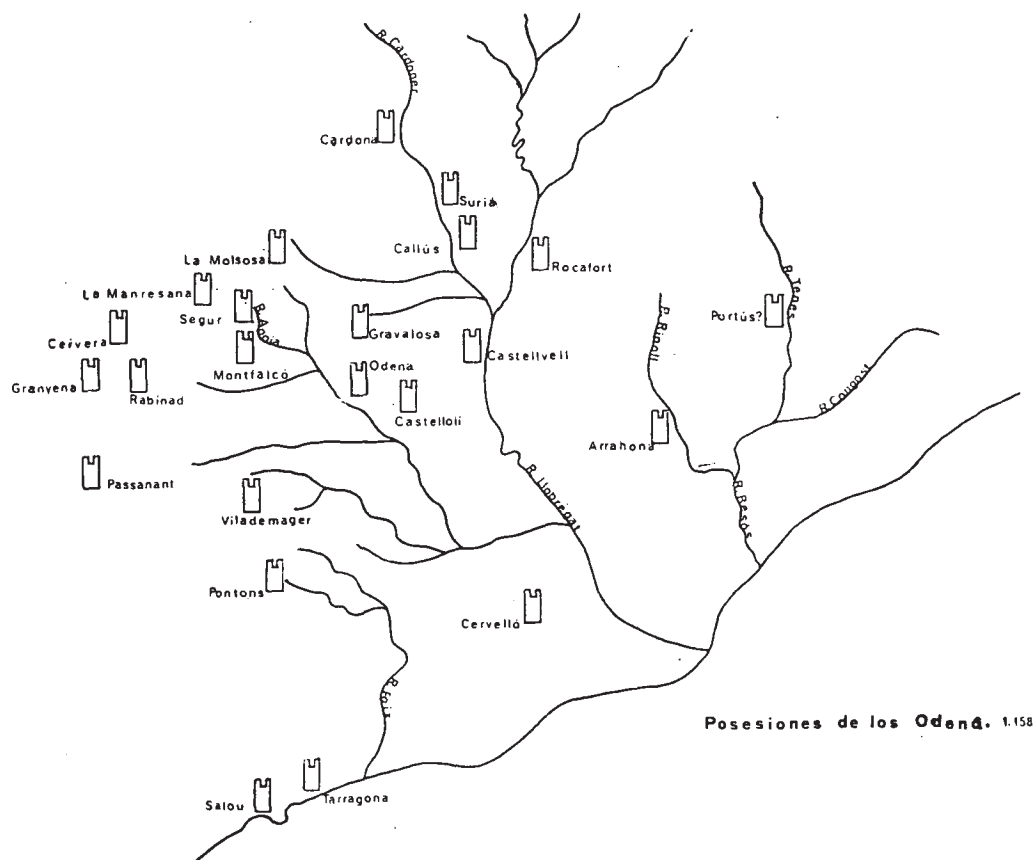 R. Cardoner
Cardona
Suriá
Callús
La Molsosa
Rocafort
La Manresana
R. Tenes
Segur
R. Anoia
Portús?
Cervera
Gravalosa
R. Ripoll
Castellvell
Montfalcó
Odena
Granyena
Rabinad
R. Congost
Castellolí
Arrahona
Passanant
R. Llobregat
R. Besós
Vilademager
Pontons
Cervelló
R. Foix
Posesiones de los Odena. 1.158
Salou
Tarragona